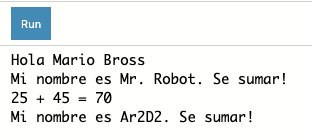 Run
Hola Mario Bross
Mi nombre es Mr. Robot. Se sumar!
25 + 45 = 70
Mi nombre es Ar2D2. Se sumar!